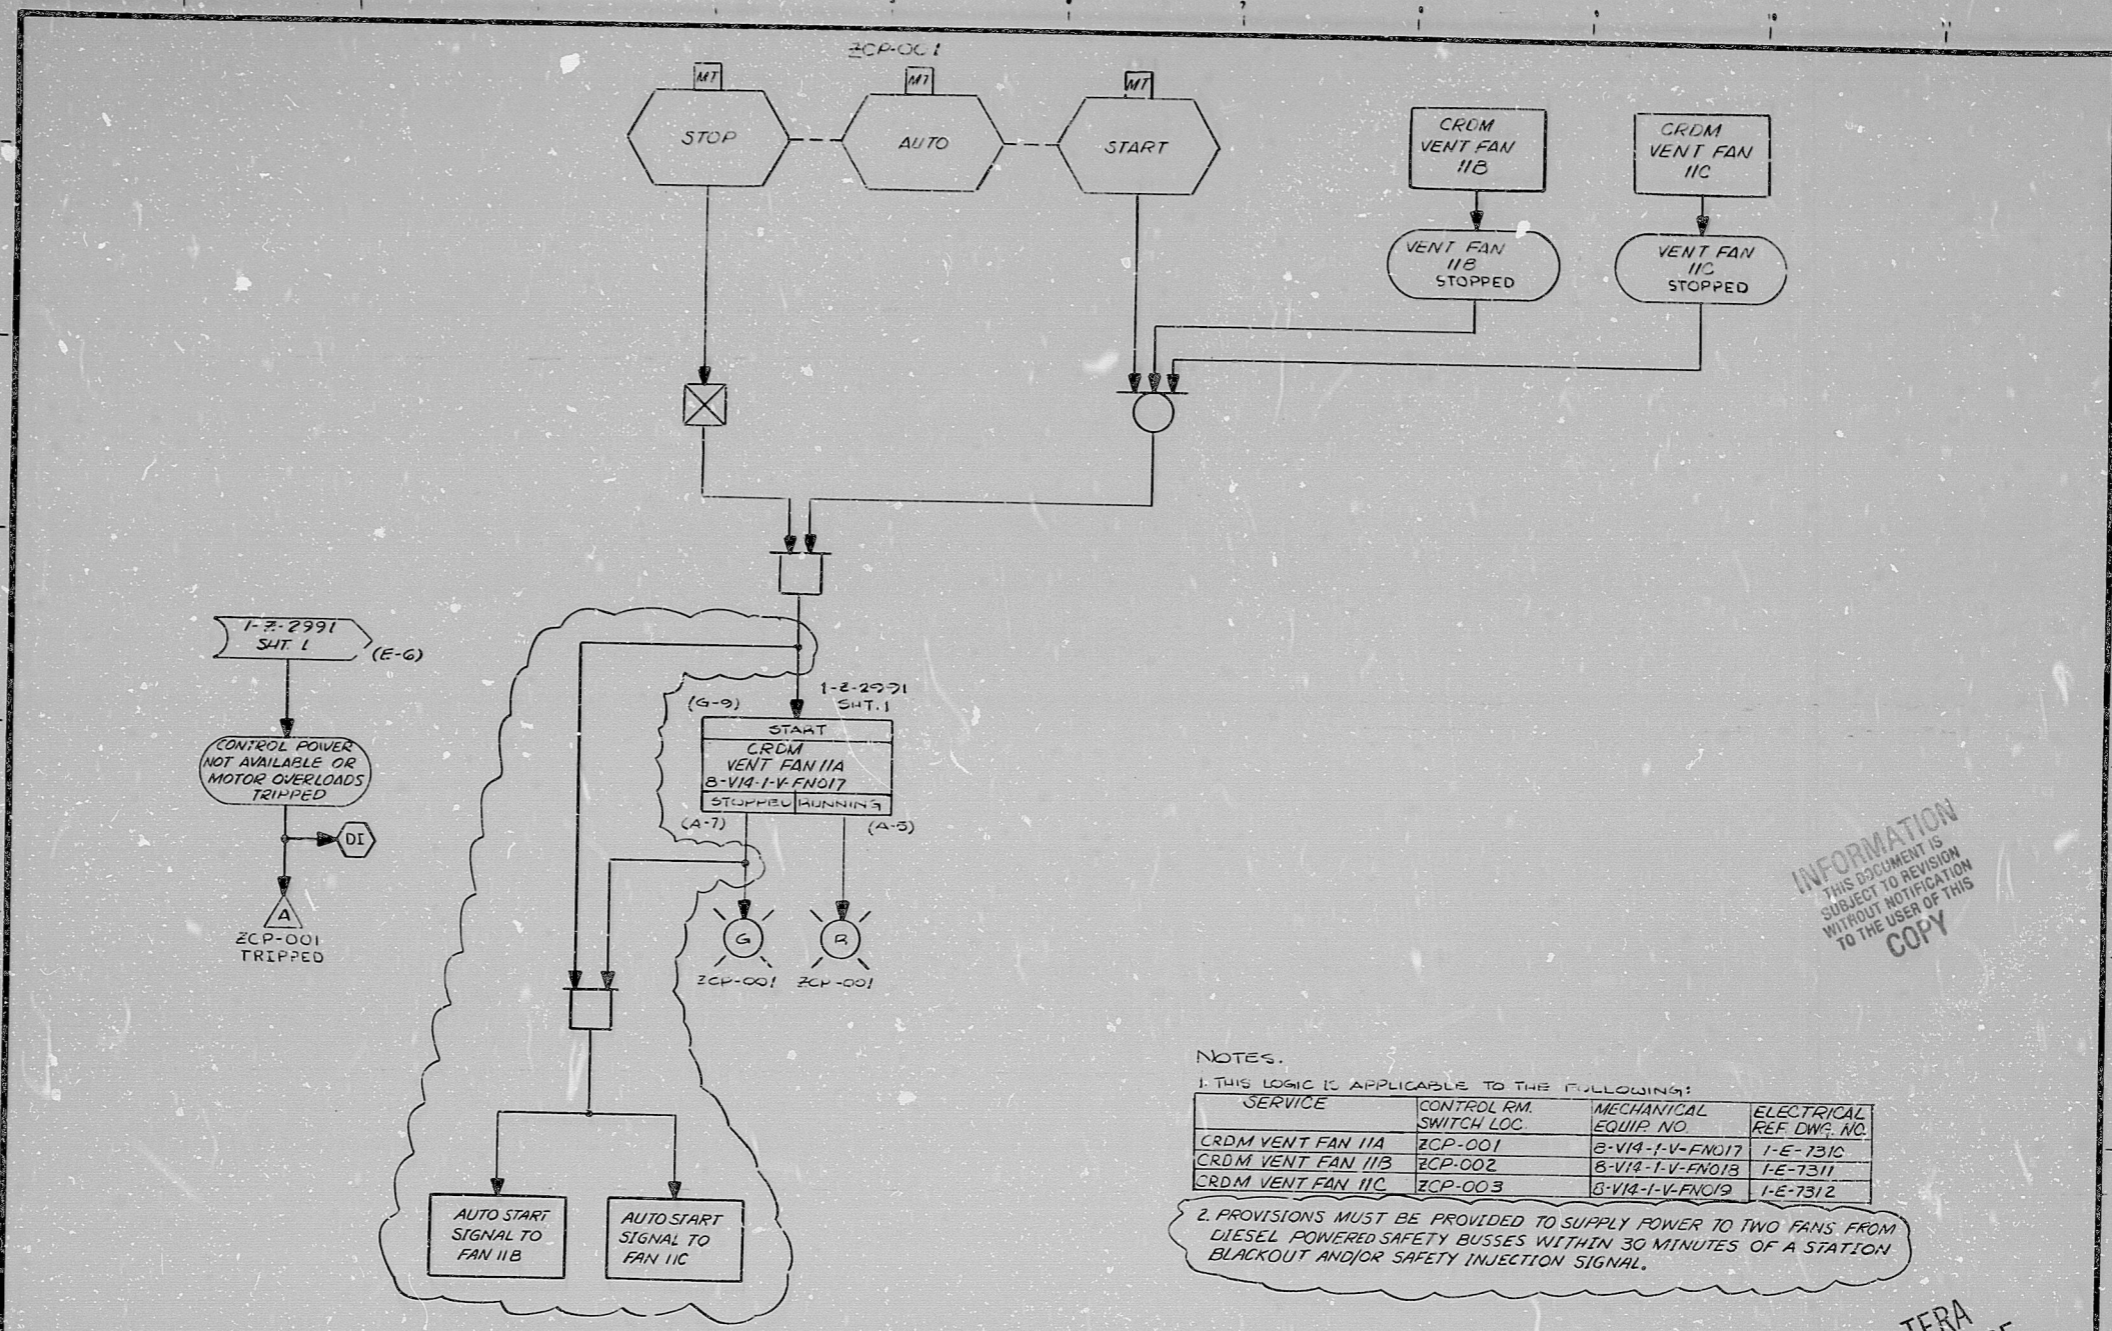 ZCP-001
MT
MT
MT
STOP
AUTO
START
CRDM
VENT FAN
11B
CRDM
VENT FAN
11C
VENT FAN
11B
STOPPED
VENT FAN
11C
STOPPED
1-Z-2991
SHT. 1
(E-6)
CONTROL POWER
NOT AVAILABLE OR
MOTOR OVERLOADS
TRIPPED
DI
A
ZCP-001
TRIPPED
(G-9)
1-Z-2991
SHT. 1
START
CRDM
VENT FAN 11A
8-V14-1-V-FN017
STOPPED RUNNING
(A-7)
(A-5)
G
R
ZCP-001 ZCP-001
AUTO START
SIGNAL TO
FAN 11B
AUTO START
SIGNAL TO
FAN 11C
INFORMATION
THIS DOCUMENT IS
SUBJECT TO REVISION
WITHOUT NOTIFICATION
TO THE USER OF THIS
COPY
NOTES.
1. THIS LOGIC IS APPLICABLE TO THE FOLLOWING:
SERVICE CONTROL RM. SWITCH LOC. MECHANICAL EQUIP. NO. ELECTRICAL REF. DWG. NO.
CRDM VENT FAN 11A ZCP-001 8-V14-1-V-FN017 1-E-7310
CRDM VENT FAN 11B ZCP-002 8-V14-1-V-FN018 1-E-7311
CRDM VENT FAN 11C ZCP-003 8-V14-1-V-FN019 1-E-7312
2. PROVISIONS MUST BE PROVIDED TO SUPPLY POWER TO TWO FANS FROM
DIESEL POWERED SAFETY BUSSES WITHIN 30 MINUTES OF A STATION
BLACKOUT AND/OR SAFETY INJECTION SIGNAL.